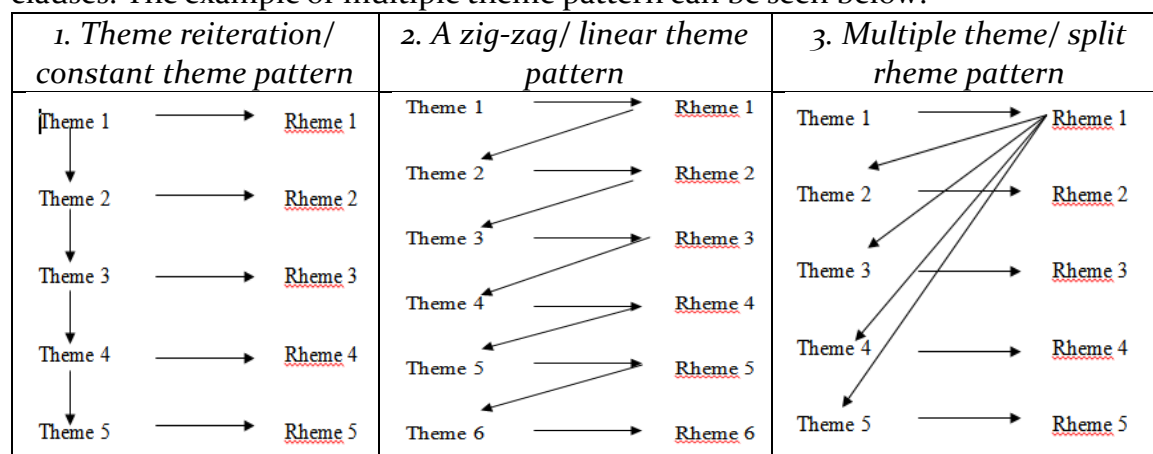 clauses. The example of multiple theme pattern can be seen below:
1. Theme reiteration/
constant theme pattern
2. A zig-zag/ linear theme
pattern
3. Multiple theme/ split
rheme pattern
Theme 1 Rheme 1
Theme 2 Rheme 2
Theme 3 Rheme 3
Theme 4 Rheme 4
Theme 5 Rheme 5
Theme 1 Rheme 1
Theme 2 Rheme 2
Theme 3 Rheme 3
Theme 4 Rheme 4
Theme 5 Rheme 5
Theme 6 Rheme 6
Theme 1 Rheme 1
Theme 2 Rheme 2
Theme 3 Rheme 3
Theme 4 Rheme 4
Theme 5 Rheme 5